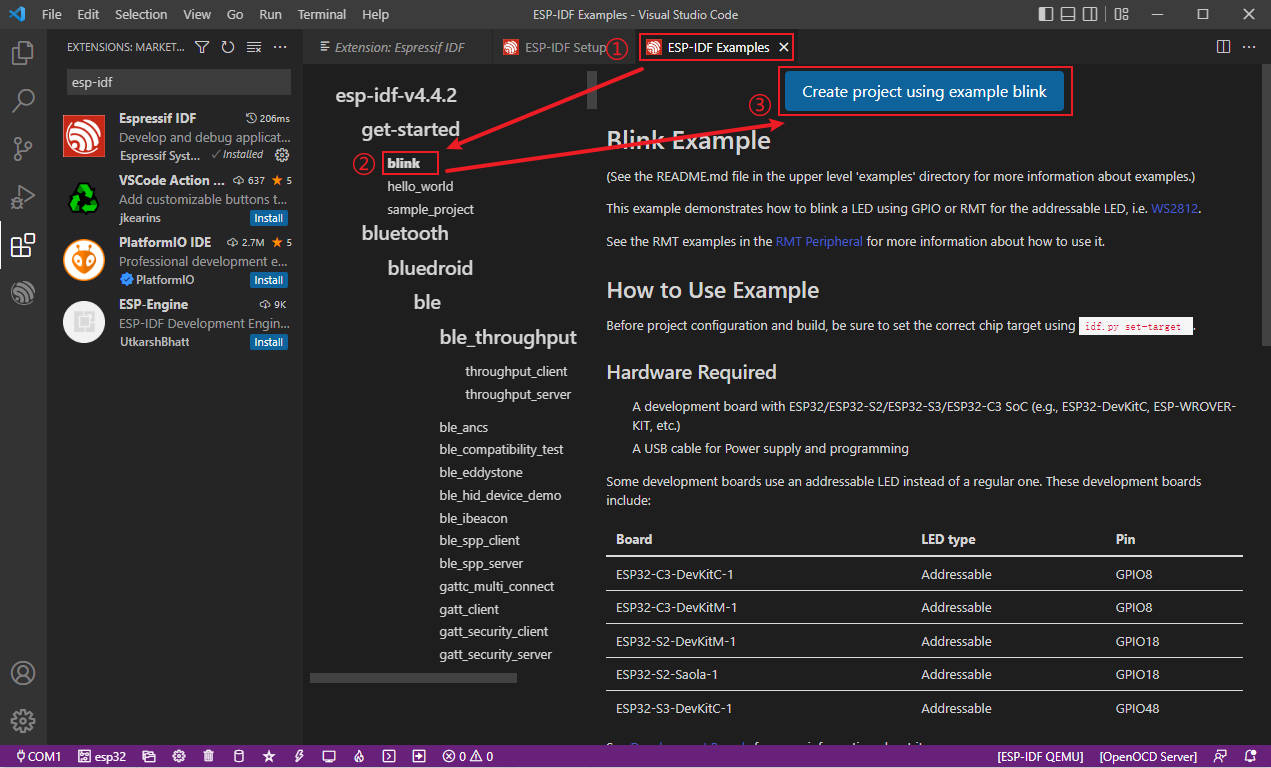 File Edit Selection View Go Run Terminal Help
ESP-IDF Examples - Visual Studio Code
EXTENSIONS: MARKET...
esp-idf
Espressif IDF 206ms
Develop and debug applicat...
Espressif Syst... ✓Installed
VSCode Action ... 637 ★ 5
Add customizable buttons t...
jkearins Install
PlatformIO IDE 2.7M ★ 5
Professional development e...
PlatformIO Install
ESP-Engine 9K
ESP-IDF Development Engin...
UtkarshBhatt Install
Extension: Espressif IDF
ESP-IDF Setup
①
ESP-IDF Examples ×
esp-idf-v4.4.2
get-started
②
blink
hello_world
sample_project
bluetooth
bluedroid
ble
ble_throughput
throughput_client
throughput_server
ble_ancs
ble_compatibility_test
ble_eddystone
ble_hid_device_demo
ble_ibeacon
ble_spp_client
ble_spp_server
gattc_multi_connect
gatt_client
gatt_security_client
gatt_security_server
③
Create project using example blink
Blink Example
(See the README.md file in the upper level 'examples' directory for more information about examples.)
This example demonstrates how to blink a LED using GPIO or RMT for the addressable LED, i.e. WS2812.
See the RMT examples in the RMT Peripheral for more information about how to use it.
How to Use Example
Before project configuration and build, be sure to set the correct chip target using idf.py set-target .
Hardware Required
A development board with ESP32/ESP32-S2/ESP32-S3/ESP32-C3 SoC (e.g., ESP32-DevKitC, ESP-WROVER-
KIT, etc.)
A USB cable for Power supply and programming
Some development boards use an addressable LED instead of a regular one. These development boards
include:
Board LED type Pin
ESP32-C3-DevKitC-1 Addressable GPIO8
ESP32-C3-DevKitM-1 Addressable GPIO8
ESP32-S2-DevKitM-1 Addressable GPIO18
ESP32-S2-Saola-1 Addressable GPIO18
ESP32-S3-DevKitC-1 Addressable GPIO48
COM1 esp32 0 0 [ESP-IDF QEMU] [OpenOCD Server]